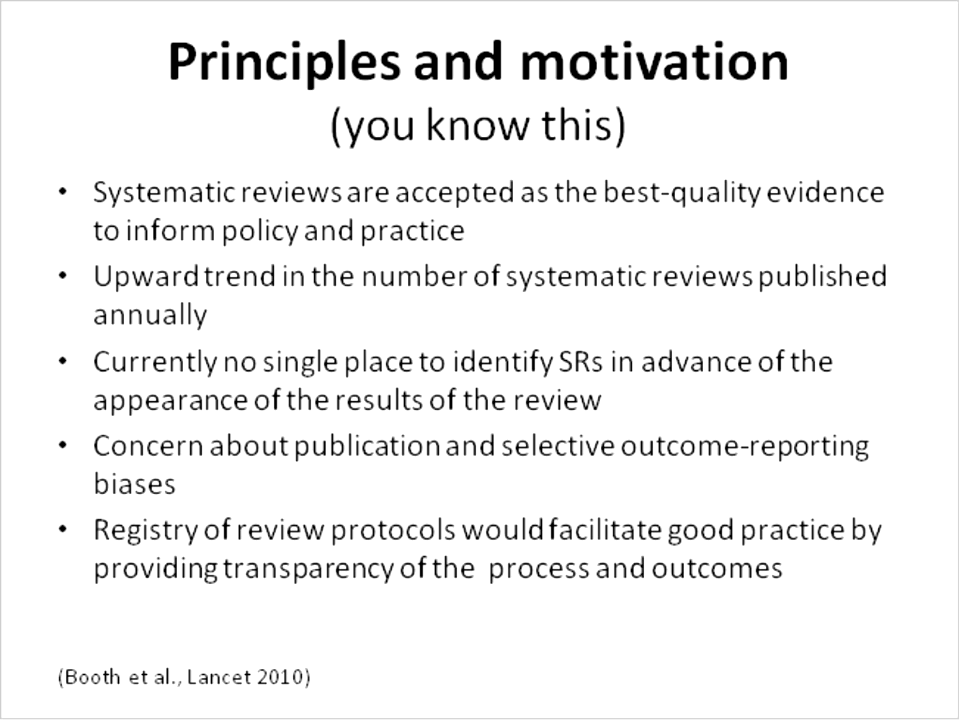 Principles and motivation
(you know this)
• Systematic reviews are accepted as the best-quality evidence
to inform policy and practice
• Upward trend in the number of systematic reviews published
annually
• Currently no single place to identify SRs in advance of the
appearance of the results of the review
• Concern about publication and selective outcome-reporting
biases
• Registry of review protocols would facilitate good practice by
providing transparency of the  process and outcomes
(Booth et al., Lancet 2010)